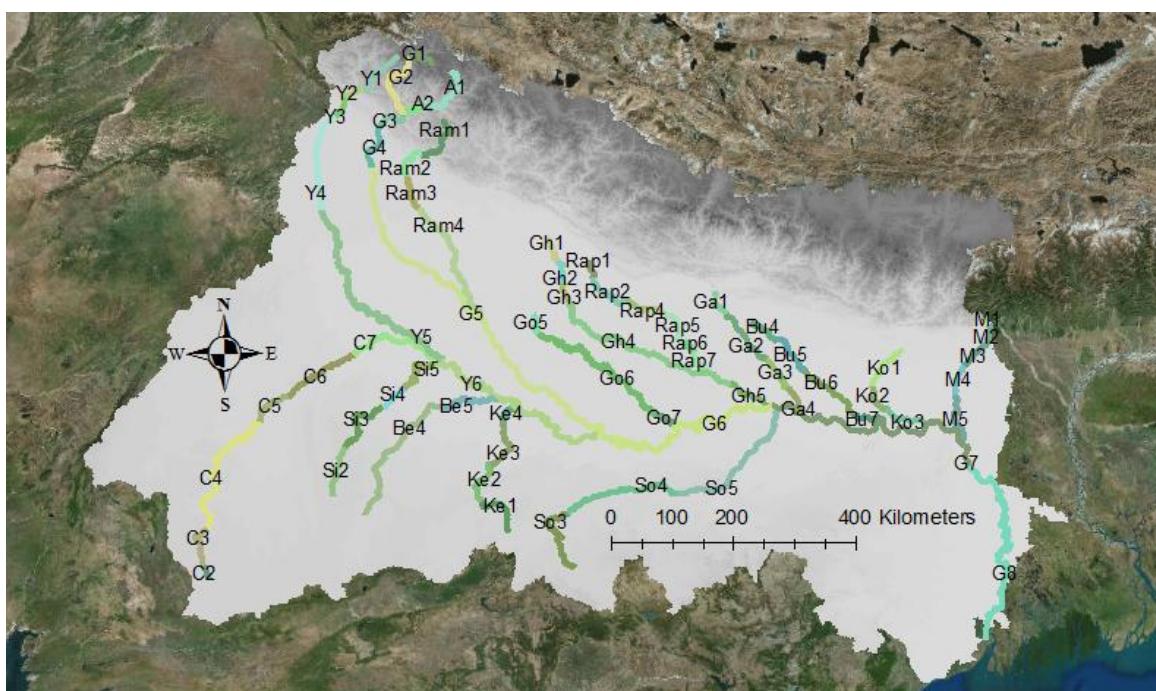 G1
Y1
G2
A1
Y2
A2
Y3
G3
Ram1
G4
Ram2
Ram3
Y4
Ram4
Gh1
Rap1
Gh2
Rap2
Gh3
Ga1
N
G5
Rap4
Go5
Rap5
Bu4
M1
M2
Y5
C7
Gh4
Rap6
Ga2
W
E
Bu5
M3
Rap7
Si5
Ko1
C6
Ga3
Go6
M4
Y6
Bu6
S
Si4
Gh5
Ko2
Be5
C5
Ke4
Ga4
Go7
G6
Bu7
Ko3
M5
Si3
Be4
Ke3
G7
Si2
C4
Ke2
So4
So5
Ke1
So3
0 100 200 400 Kilometers
C3
C2
G8